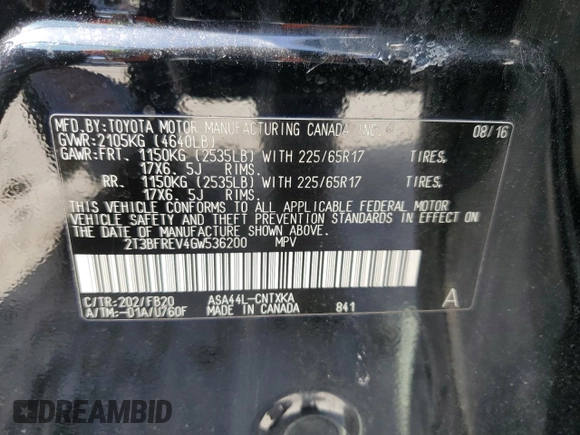 MFD.BY:TOYOTA MOTOR MANUFACTURING CANADA INC. 08/16
GVWR:2105KG (4640LB)
GAWR:FRT. 1150KG (2535LB) WITH 225/65R17 TIRES,
17X6. 5J RIMS.
RR. 1150KG (2535LB) WITH 225/65R17 TIRES,
17X6. 5J RIMS.
THIS VEHICLE CONFORMS TO ALL APPLICABLE FEDERAL MOTOR
VEHICLE SAFETY AND THEFT PREVENTION STANDARDS IN EFFECT ON
THE DATE OF MANUFACTURE SHOWN ABOVE.
2T3BFREV4GW536200 MPV
C/TR:202/FB20 ASA44L-CNTXKA A
A/TM:-01A/U760F MADE IN CANADA 841
DREAMBID